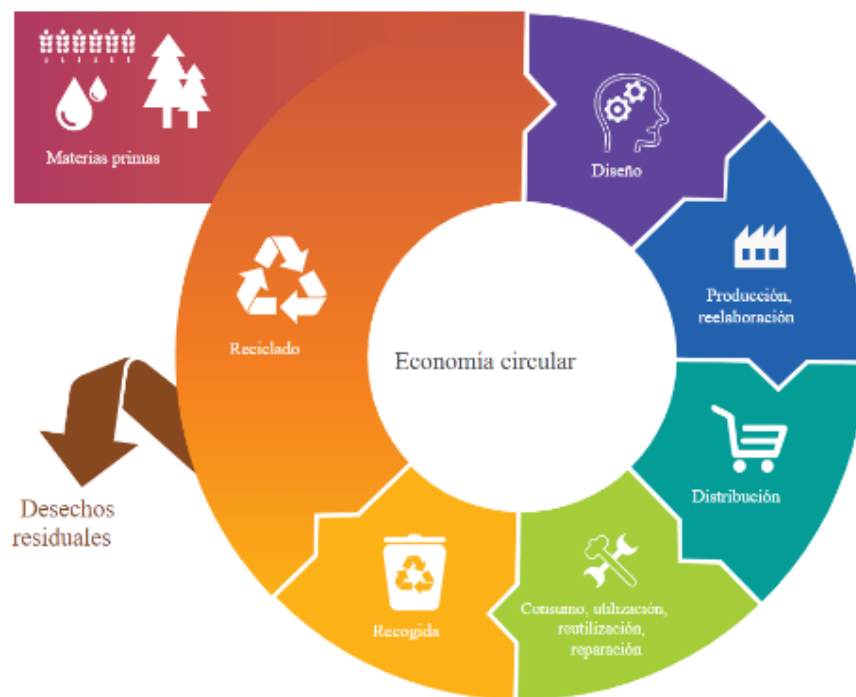 Materias primas
Diseño
Producción,
reelaboración
Distribución
Consumo, utilización,
reutilización,
reparación
Recogida
Reciclado
Desechos
residuales
Economía circular